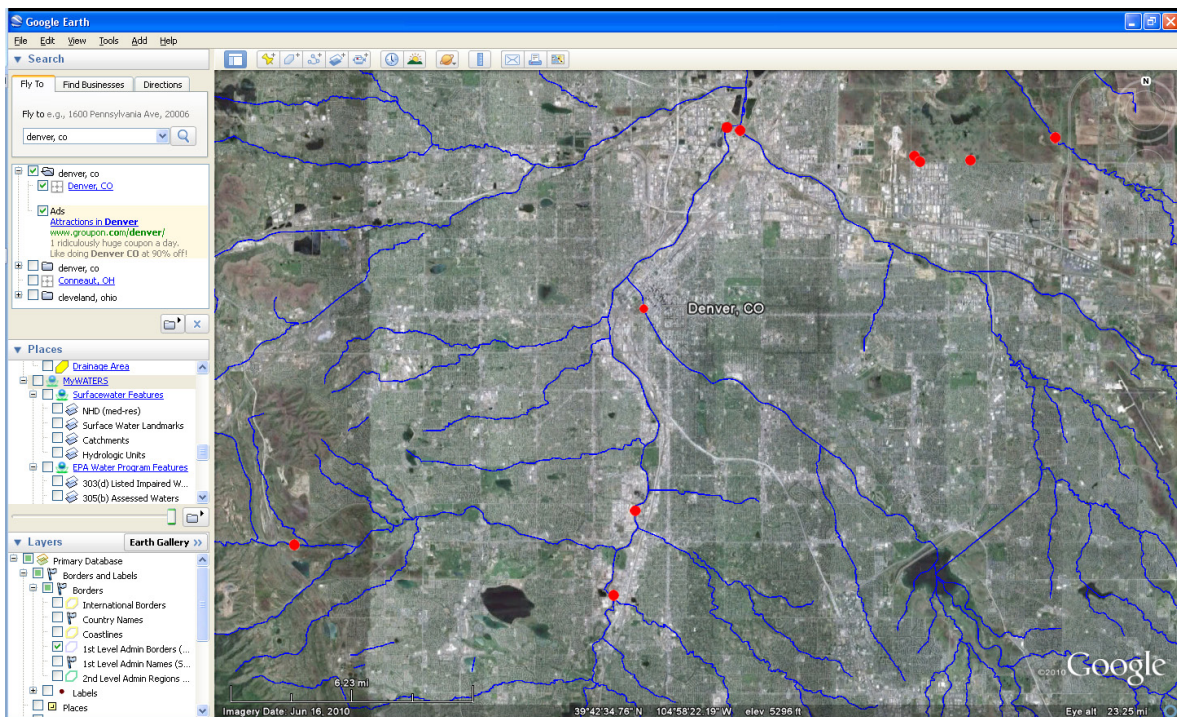 Google Earth
File Edit View Tools Add Help
Search
Fly To Find Businesses Directions
Fly to e.g., 1600 Pennsylvania Ave, 20006
denver, co
denver, co
Denver, CO
Ads
Attractions in Denver
www.groupon.com/denver/
1 ridiculously huge coupon a day.
Like doing Denver CO at 90% off!
denver, co
Conneaut, OH
cleveland, ohio
Places
Drainage Area
MyWATERS
Surfacewater Features
NHD (med-res)
Surface Water Landmarks
Catchments
Hydrologic Units
EPA Water Program Features
303(d) Listed Impaired W...
305(b) Assessed Waters
Layers Earth Gallery >>
Primary Database
Borders and Labels
Borders
International Borders
Country Names
Coastlines
1st Level Admin Borders (...
1st Level Admin Names (S...
2nd Level Admin Regions ...
Labels
Places
N
Denver, CO
6.23 mi
©2010 Google
Imagery Date: Jun 16, 2010 39°42'34.76" N 104°58'22.19" W elev 5296 ft Eye alt 23.25 mi